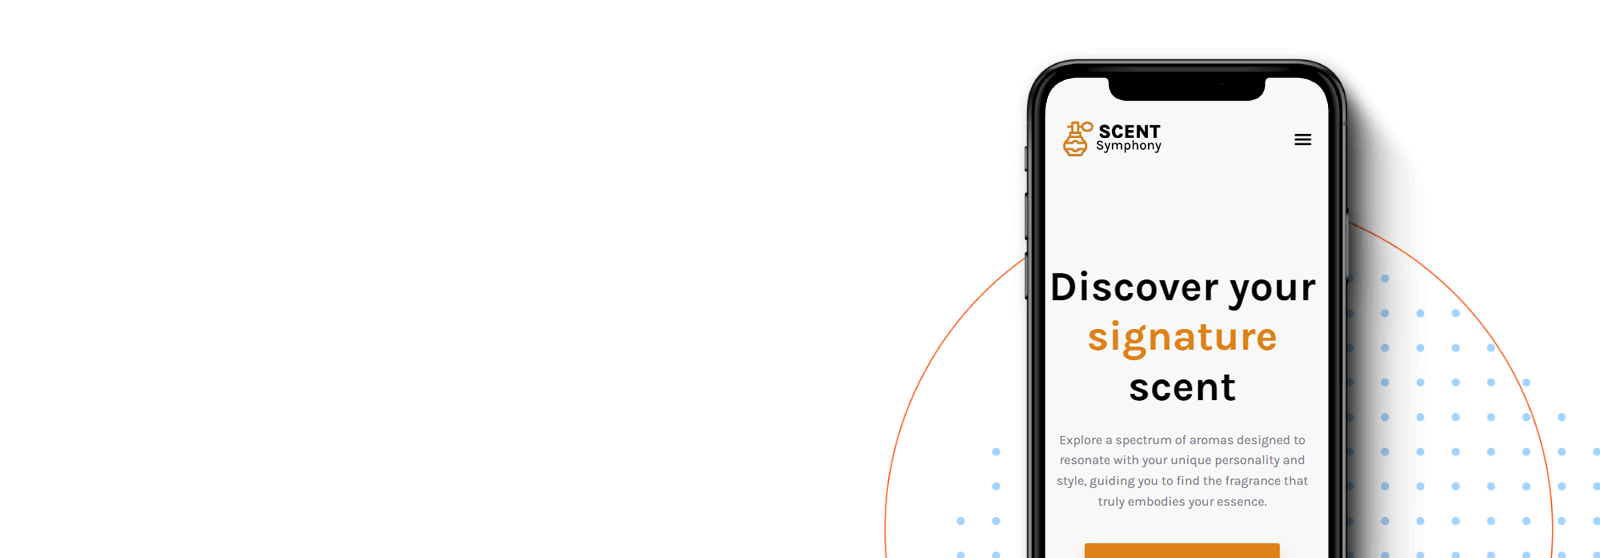 SCENT
Symphony
Discover your
signature
scent
Explore a spectrum of aromas designed to
resonate with your unique personality and
style, guiding you to find the fragrance that
truly embodies your essence.